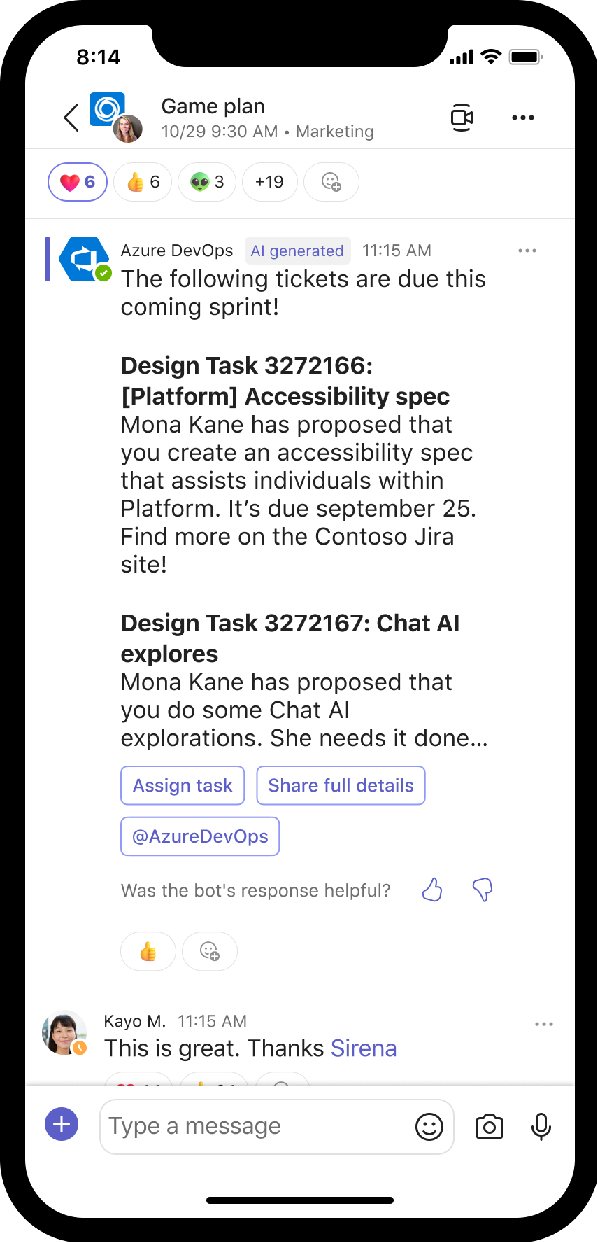 8:14
Game plan
10/29 9:30 AM • Marketing
6
6
3
+19
Azure DevOps AI generated 11:15 AM
The following tickets are due this
coming sprint!
Design Task 3272166:
[Platform] Accessibility spec
Mona Kane has proposed that
you create an accessibility spec
that assists individuals within
Platform. It’s due september 25.
Find more on the Contoso Jira
site!
Design Task 3272167: Chat AI
explores
Mona Kane has proposed that
you do some Chat AI
explorations. She needs it done...
Assign task Share full details
@AzureDevOps
Was the bot's response helpful?
Kayo M. 11:15 AM
This is great. Thanks Sirena
Type a message